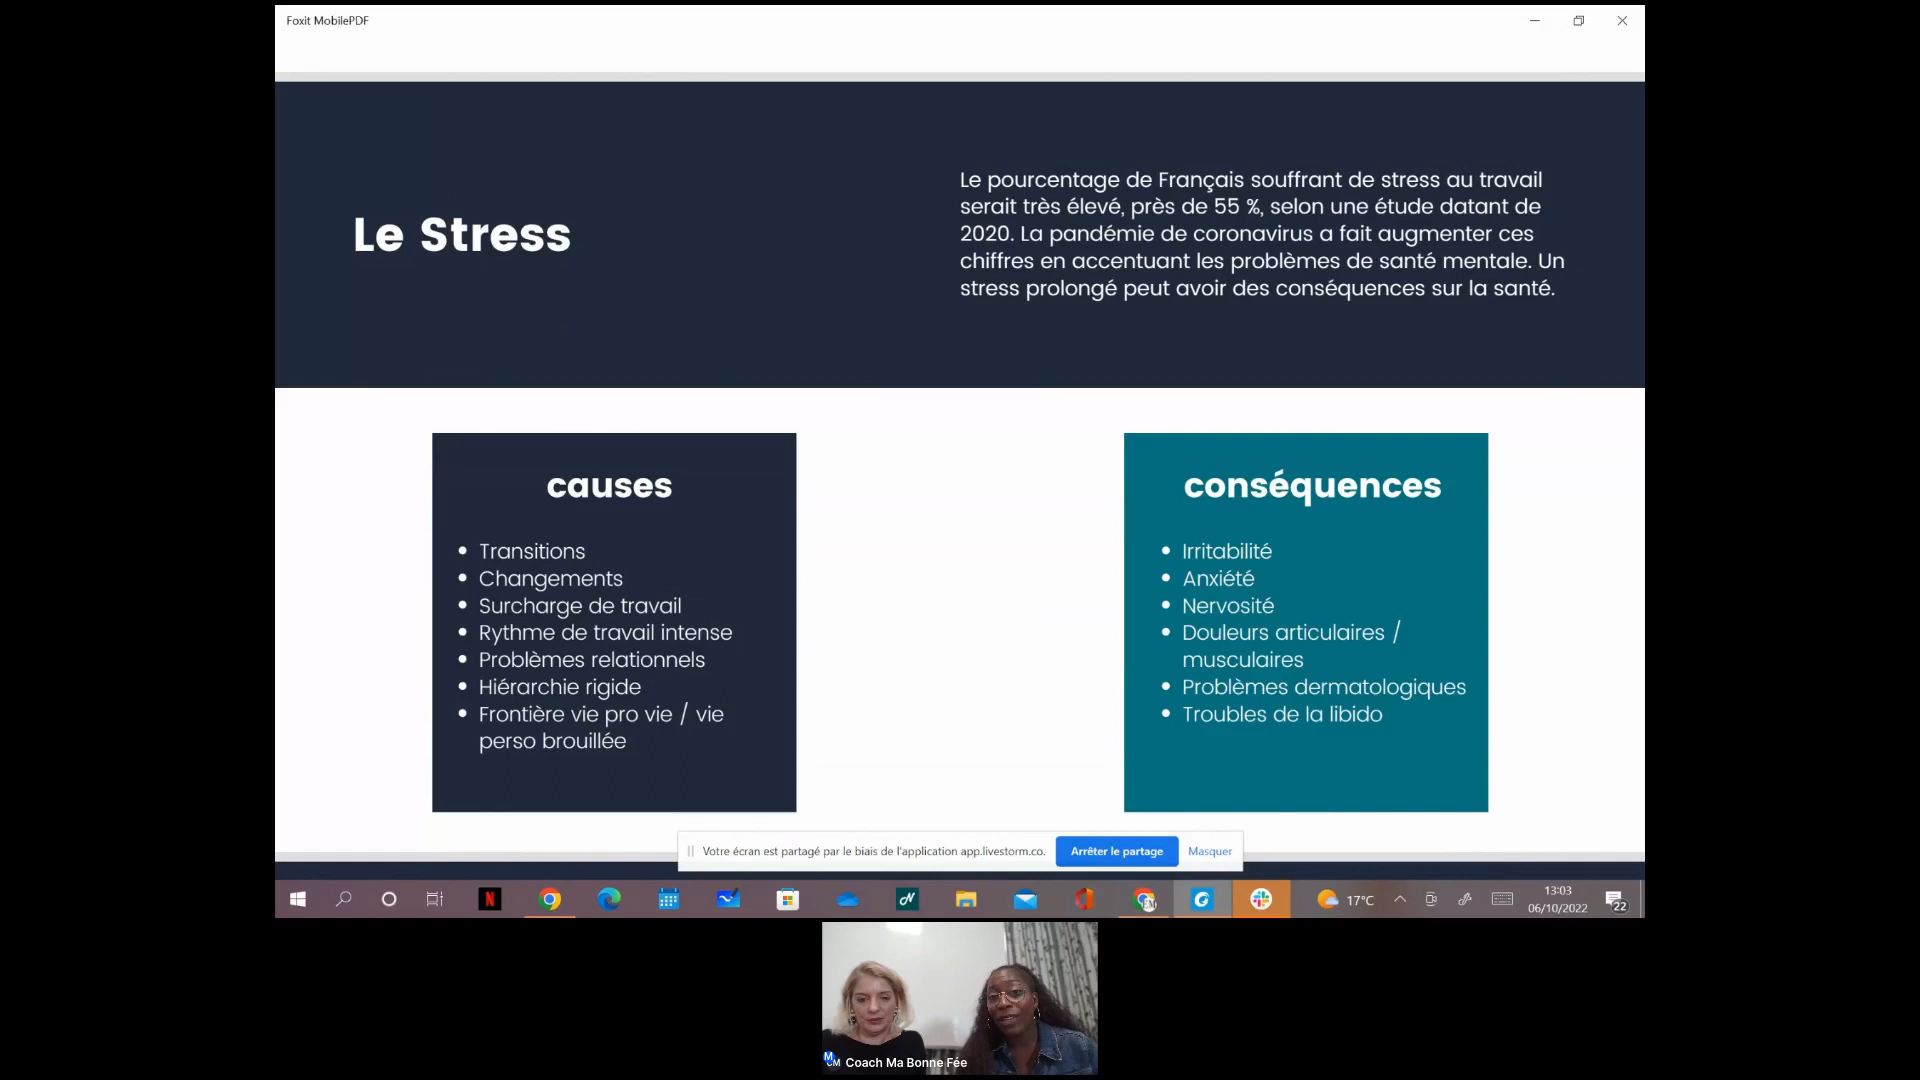 Foxit MobilePDF
Le Stress
Le pourcentage de Français souffrant de stress au travail
serait très élevé, près de 55 %, selon une étude datant de
2020. La pandémie de coronavirus a fait augmenter ces
chiffres en accentuant les problèmes de santé mentale. Un
stress prolongé peut avoir des conséquences sur la santé.
causes
Transitions
Changements
Surcharge de travail
Rythme de travail intense
Problèmes relationnels
Hiérarchie rigide
Frontière vie pro vie / vie
perso brouillée
conséquences
Irritabilité
Anxiété
Nervosité
Douleurs articulaires /
musculaires
Problèmes dermatologiques
Troubles de la libido
Votre écran est partagé par le biais de l'application app.livestorm.co.
Arrêter le partage
Masquer
N
17°C
13:03
06/10/2022
22
M
CM Coach Ma Bonne Fée